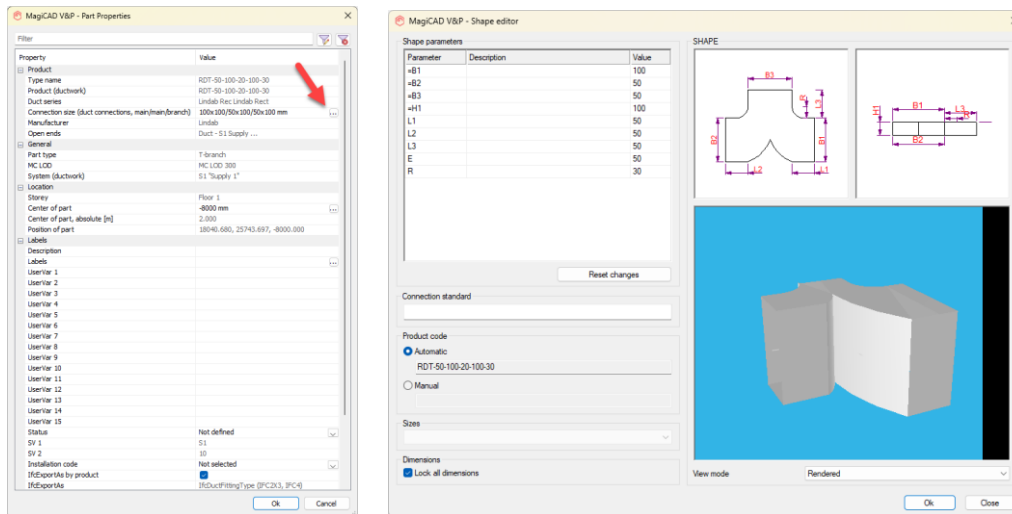 MagiCAD V&P - Part Properties
Filter
Property Value
Product
Type name RDT-50-100-20-100-30
Product (ductwork) RDT-50-100-20-100-30
Duct series Lindab Rec Lindab Rect
Connection size (duct connections, main/main/branch) 100x100/50x100/50x100 mm ...
Manufacturer Lindab
Open ends Duct - S1 Supply ...
General
Part type T-branch
MC LOD MC LOD 300
System (ductwork) S1 "Supply 1"
Location
Storey Floor 1
Center of part -8000 mm ...
Center of part, absolute [m] 2.000
Position of part 18040.680, 25743.697, -8000.000
Labels
Description
Labels ...
UserVar 1
UserVar 2
UserVar 3
UserVar 4
UserVar 5
UserVar 6
UserVar 7
UserVar 8
UserVar 9
UserVar 10
UserVar 11
UserVar 12
UserVar 13
UserVar 14
UserVar 15
Status Not defined
SV 1 S1
SV 2 10
Installation code Not selected
IfcExportAs by product
IfcExportAs IfcDuctFittingType (IFC2X3, IFC4)
Ok Cancel
MagiCAD V&P - Shape editor
Shape parameters
Parameter Description Value
=B1 100
=B2 50
=B3 50
=H1 100
L1 50
L2 50
L3 50
E 50
R 30
Reset changes
Connection standard
Product code
Automatic
RDT-50-100-20-100-30
Manual
Sizes
Dimensions
Lock all dimensions
SHAPE
B3
R
L3
B2
B1
L2
L1
H1
B1
L3
R
B2
View mode Rendered
Ok Close